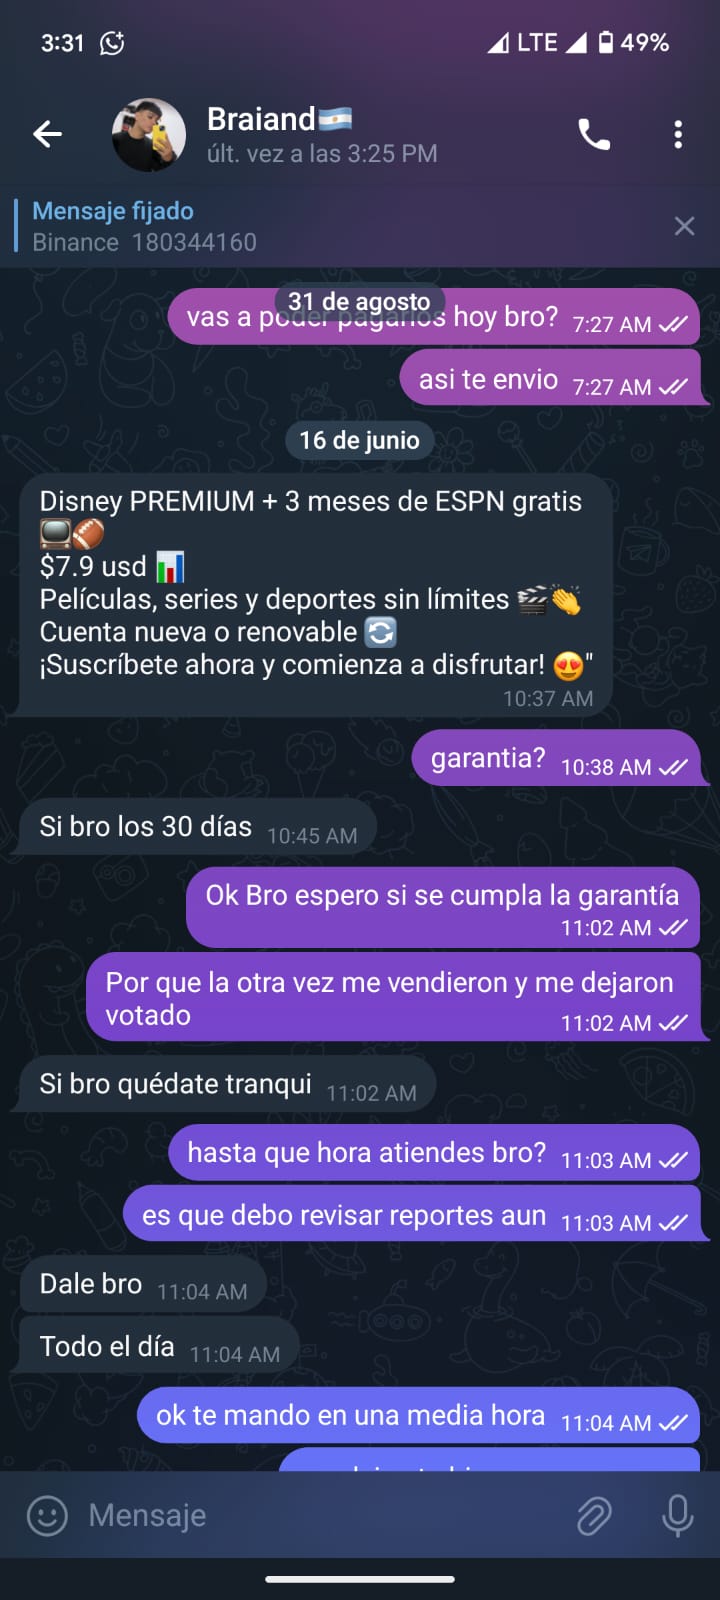 3:31 LTE 49%
Braiand🇦🇷
últ. vez a las 3:25 PM
Mensaje fijado
Binance 180344160
31 de agosto
vas a poder pagarlos hoy bro? 7:27 AM
asi te envio 7:27 AM
16 de junio
Disney PREMIUM + 3 meses de ESPN gratis
📺🏈
$7.9 usd 📊
Películas, series y deportes sin límites 🎬👏
Cuenta nueva o renovable 🔄
¡Suscríbete ahora y comienza a disfrutar! 😍"
10:37 AM
garantia? 10:38 AM
Si bro los 30 días 10:45 AM
Ok Bro espero si se cumpla la garantía
11:02 AM
Por que la otra vez me vendieron y me dejaron
votado 11:02 AM
Si bro quédate tranqui 11:02 AM
hasta que hora atiendes bro? 11:03 AM
es que debo revisar reportes aun 11:03 AM
Dale bro 11:04 AM
Todo el día 11:04 AM
ok te mando en una media hora 11:04 AM
Mensaje